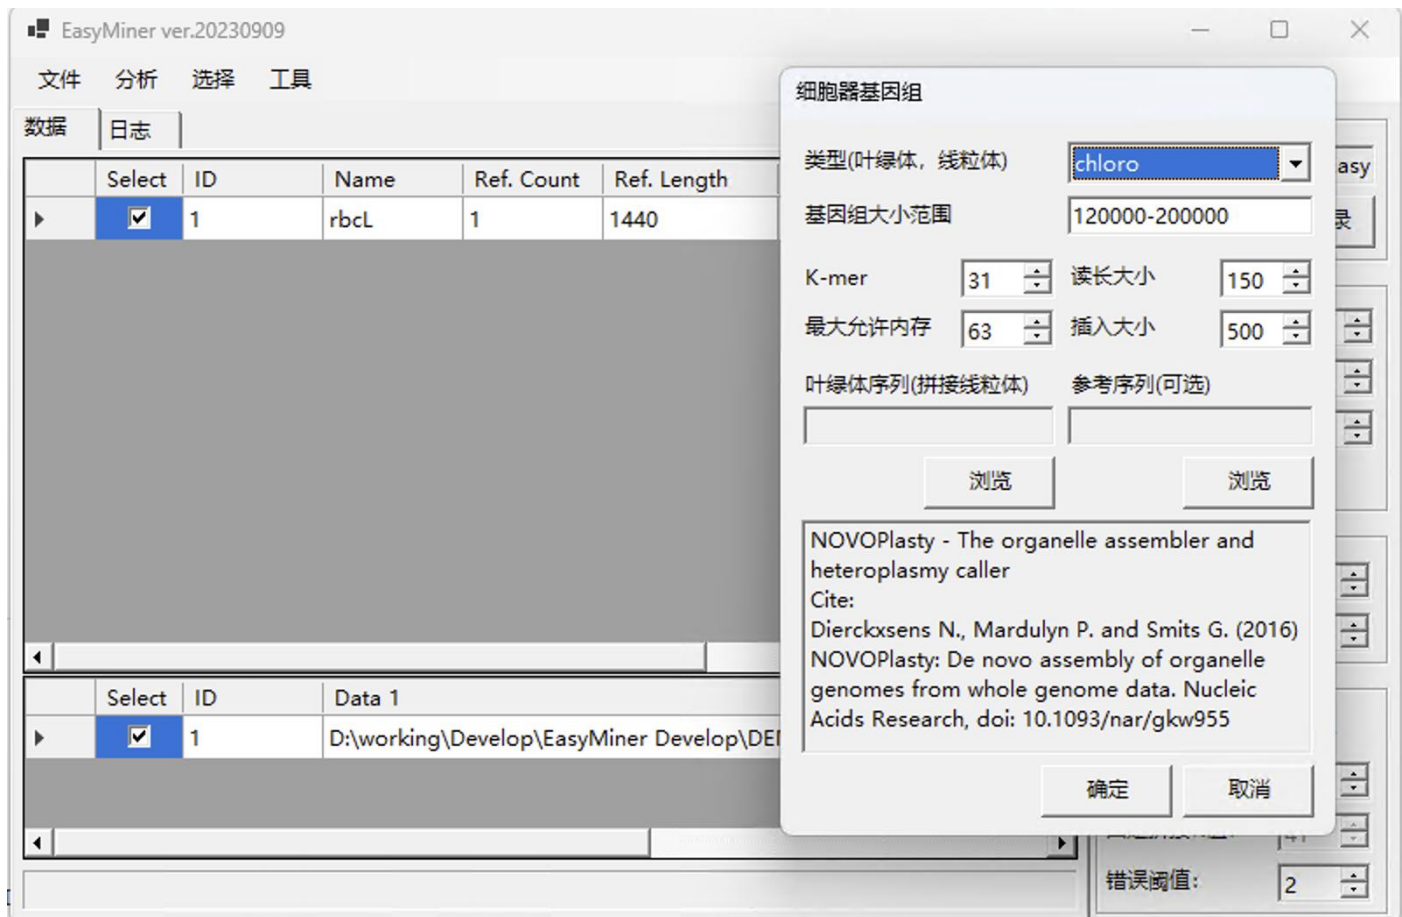 EasyMiner ver.20230909
文件 分析 选择 工具
数据 日志
Select ID Name Ref. Count Ref. Length
1 rbcL 1 1440
Select ID Data 1
1 D:\working\Develop\EasyMiner Develop\DE
细胞器基因组
类型(叶绿体，线粒体) chloro
基因组大小范围 120000-200000
K-mer 31 读长大小 150
最大允许内存 63 插入大小 500
叶绿体序列(拼接线粒体) 参考序列(可选)
浏览 浏览
NOVOPlasty - The organelle assembler and
heteroplasmy caller
Cite:
Dierckxsens N., Mardulyn P. and Smits G. (2016)
NOVOPlasty: De novo assembly of organelle
genomes from whole genome data. Nucleic
Acids Research, doi: 10.1093/nar/gkw955
确定 取消
asy
录
错误阈值: 2